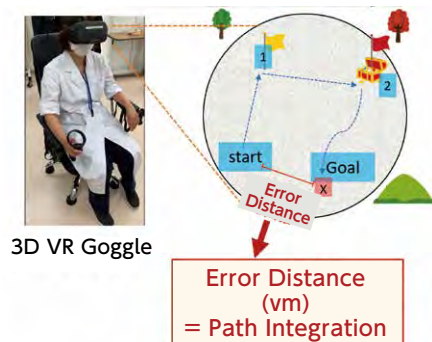 1
2
start
Goal
x
Error
Distance
3D VR Goggle
Error Distance
(vm)
= Path Integration